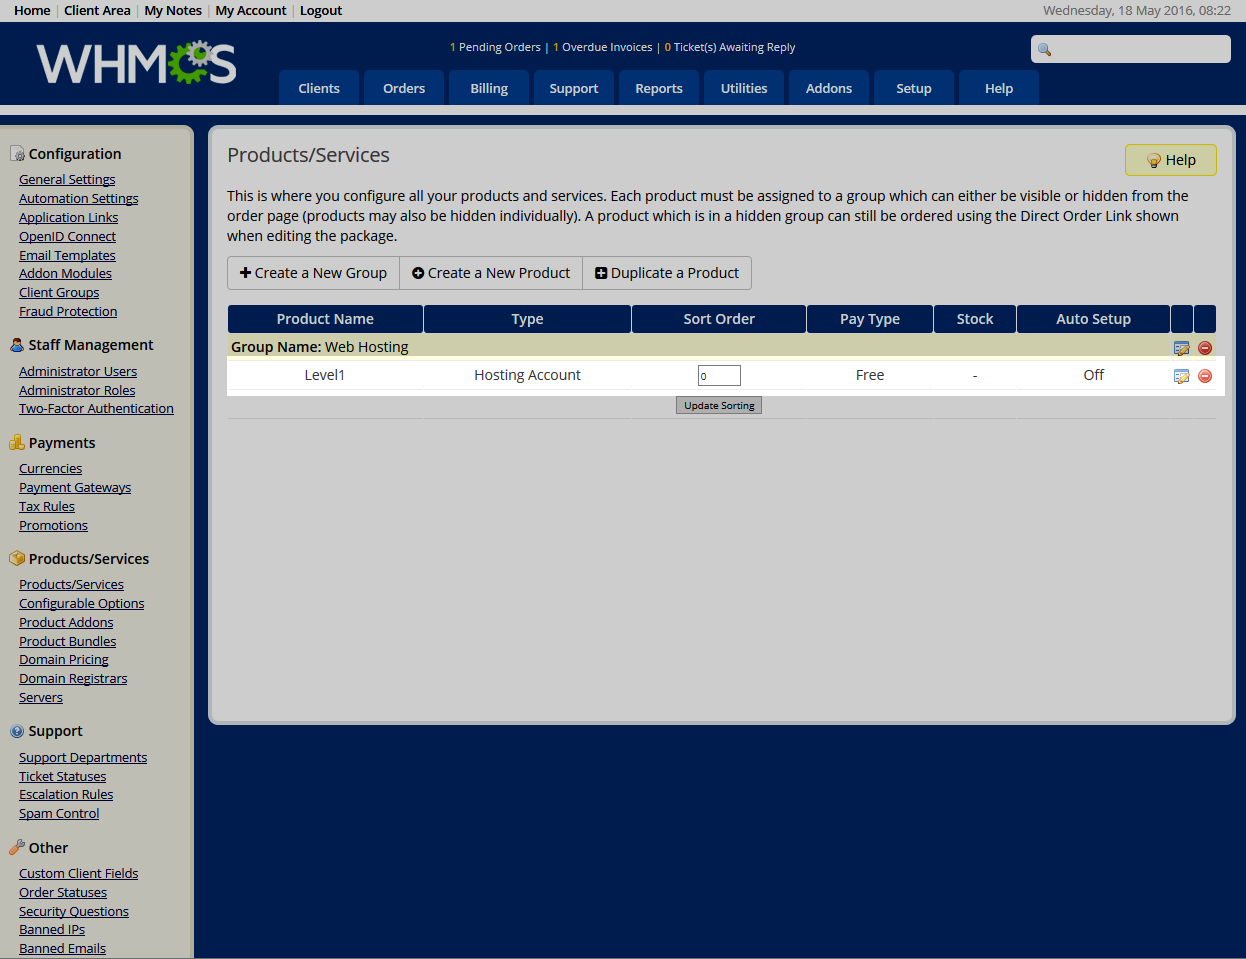 Home | Client Area | My Notes | My Account | Logout
Wednesday, 18 May 2016, 08:22
WHMCS
1 Pending Orders | 1 Overdue Invoices | 0 Ticket(s) Awaiting Reply
Clients Orders Billing Support Reports Utilities Addons Setup Help
Configuration
General Settings
Automation Settings
Application Links
OpenID Connect
Email Templates
Addon Modules
Client Groups
Fraud Protection
Staff Management
Administrator Users
Administrator Roles
Two-Factor Authentication
Payments
Currencies
Payment Gateways
Tax Rules
Promotions
Products/Services
Products/Services
Configurable Options
Product Addons
Product Bundles
Domain Pricing
Domain Registrars
Servers
Support
Support Departments
Ticket Statuses
Escalation Rules
Spam Control
Other
Custom Client Fields
Order Statuses
Security Questions
Banned IPs
Banned Emails
Products/Services
Help
This is where you configure all your products and services. Each product must be assigned to a group which can either be visible or hidden from the
order page (products may also be hidden individually). A product which is in a hidden group can still be ordered using the Direct Order Link shown
when editing the package.
Create a New Group Create a New Product Duplicate a Product
Product Name Type Sort Order Pay Type Stock Auto Setup
Group Name: Web Hosting
Level1 Hosting Account 0 Free - Off
Update Sorting